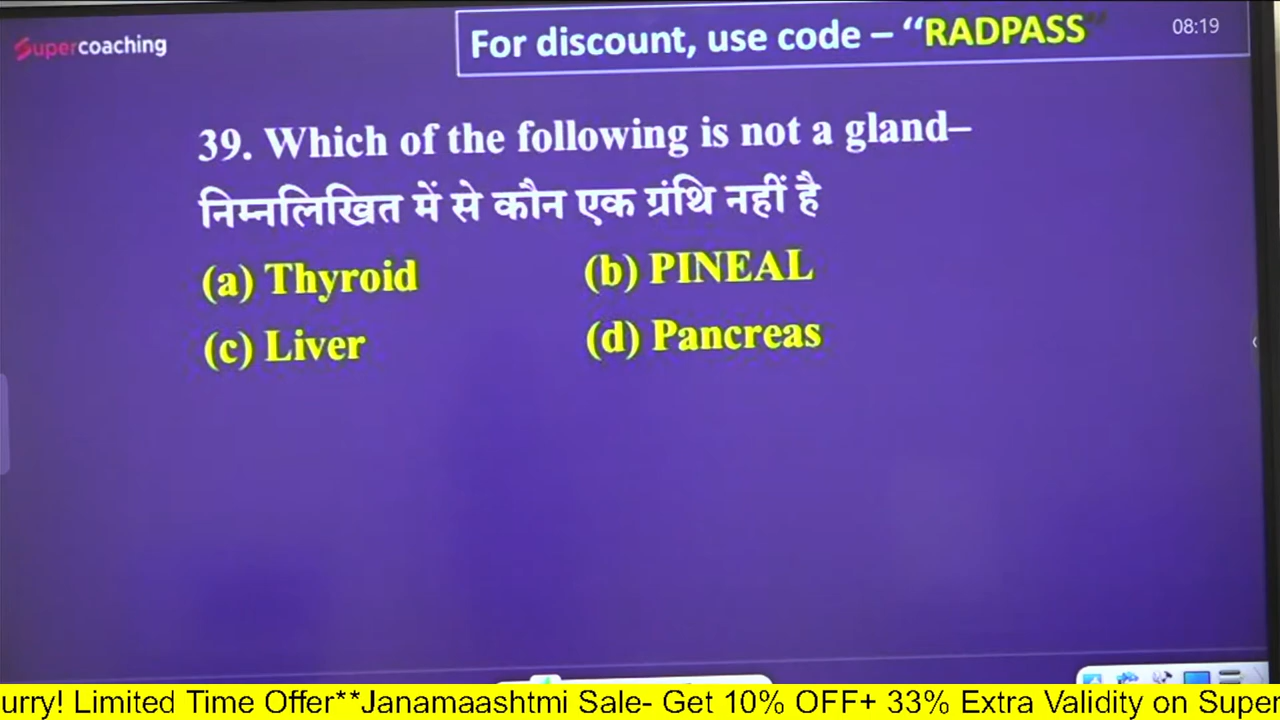 Supercoaching
For discount, use code – “RADPASS”
08:19
39. Which of the following is not a gland–
निम्नलिखित में से कौन एक ग्रंथि नहीं है
(a) Thyroid (b) PINEAL
(c) Liver (d) Pancreas
urry! Limited Time Offer**Janamaashtmi Sale- Get 10% OFF+ 33% Extra Validity on Super